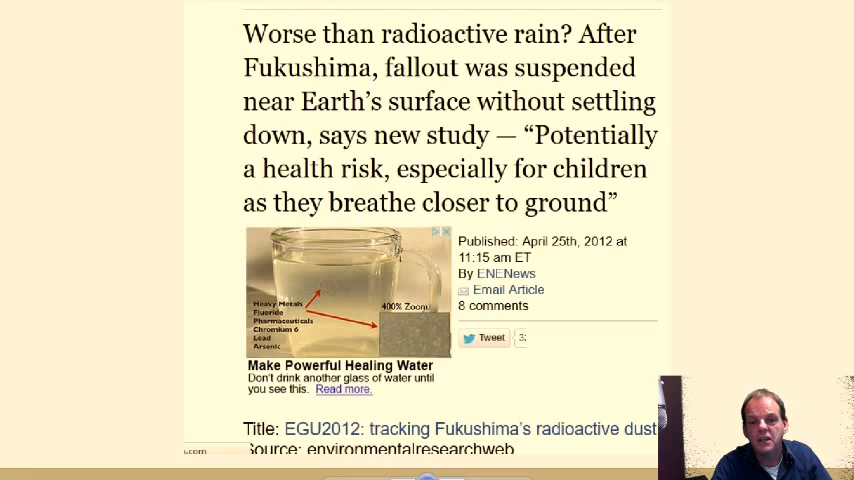 Worse than radioactive rain? After
Fukushima, fallout was suspended
near Earth's surface without settling
down, says new study — “Potentially
a health risk, especially for children
as they breathe closer to ground”
Heavy Metals
Fluoride
Pharmaceuticals
Chromium 6
Lead
Arsenic
400% Zoom
Make Powerful Healing Water
Don't drink another glass of water until
you see this. Read more.
Published: April 25th, 2012 at
11:15 am ET
By ENENews
Email Article
8 comments
Tweet
Title: EGU2012: tracking Fukushima's radioactive dust
Source: environmentalresearchweb